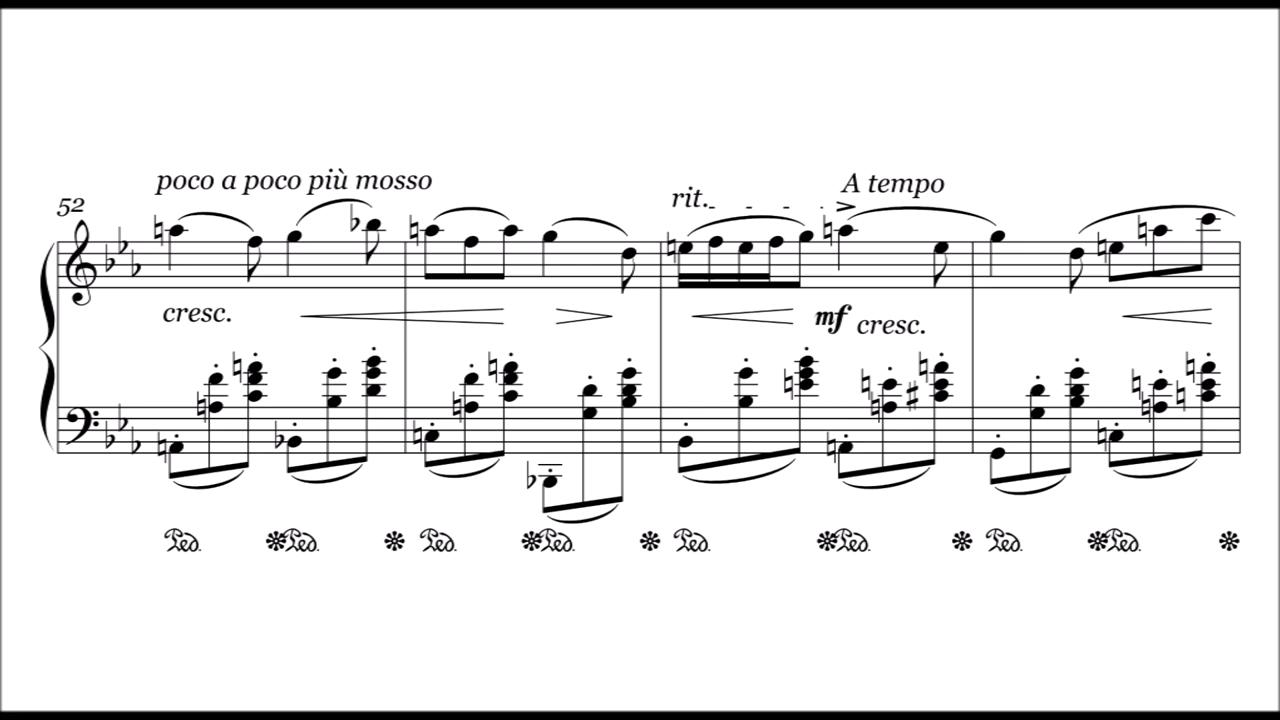 poco a poco più mosso
rit.
A tempo
52
cresc.
mf
cresc.
Ped. Ped. Ped. Ped. Ped. Ped. Ped. Ped.